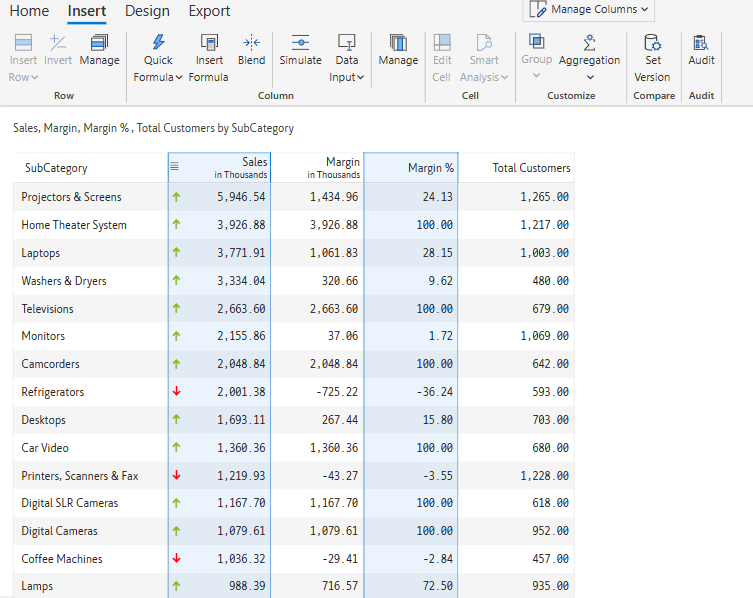 Home Insert Design Export Manage Columns
Insert Invert Manage Quick Insert Blend Simulate Data Manage Edit Smart Group Aggregation Set Audit
Row Formula Formula Input Cell Analysis Version
Row Column Cell Customize Compare Audit
Sales, Margin, Margin % , Total Customers by SubCategory
SubCategory Sales Margin Margin % Total Customers
in Thousands in Thousands
Projectors & Screens 5,946.54 1,434.96 24.13 1,265.00
Home Theater System 3,926.88 3,926.88 100.00 1,217.00
Laptops 3,771.91 1,061.83 28.15 1,003.00
Washers & Dryers 3,334.04 320.66 9.62 480.00
Televisions 2,663.60 2,663.60 100.00 679.00
Monitors 2,155.86 37.06 1.72 1,069.00
Camcorders 2,048.84 2,048.84 100.00 642.00
Refrigerators 2,001.38 -725.22 -36.24 593.00
Desktops 1,693.11 267.44 15.80 703.00
Car Video 1,360.36 1,360.36 100.00 680.00
Printers, Scanners & Fax 1,219.93 -43.27 -3.55 1,228.00
Digital SLR Cameras 1,167.70 1,167.70 100.00 618.00
Digital Cameras 1,079.61 1,079.61 100.00 952.00
Coffee Machines 1,036.32 -29.41 -2.84 457.00
Lamps 988.39 716.57 72.50 935.00